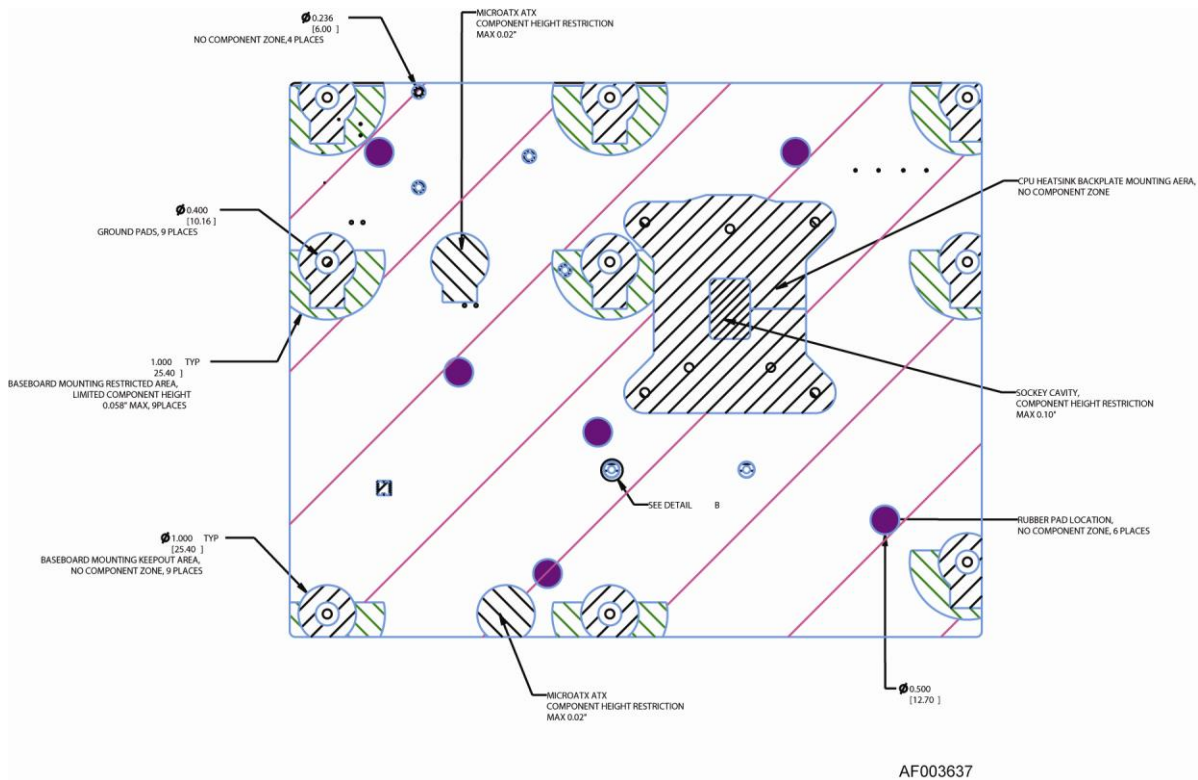 Ø 0.236
[6.00 ]
NO COMPONENT ZONE,4 PLACES
MICROATX ATX
COMPONENT HEIGHT RESTRICTION
MAX 0.02"
CPU HEATSINK BACKPLATE MOUNTING AERA,
NO COMPONENT ZONE
Ø 0.400
[10.16 ]
GROUND PADS, 9 PLACES
1.000 TYP
25.40 ]
BASEBOARD MOUNTING RESTRICTED AREA,
LIMITED COMPONENT HEIGHT
0.058" MAX, 9PLACES
SOCKEY CAVITY,
COMPONENT HEIGHT RESTRICTION
MAX 0.10"
SEE DETAIL B
RUBBER PAD LOCATION,
NO COMPONENT ZONE, 6 PLACES
Ø 1.000 TYP
[25.40 ]
BASEBOARD MOUNTING KEEPOUT AREA,
NO COMPONENT ZONE, 9 PLACES
MICROATX ATX
COMPONENT HEIGHT RESTRICTION
MAX 0.02"
Ø 0.500
[12.70 ]
AF003637